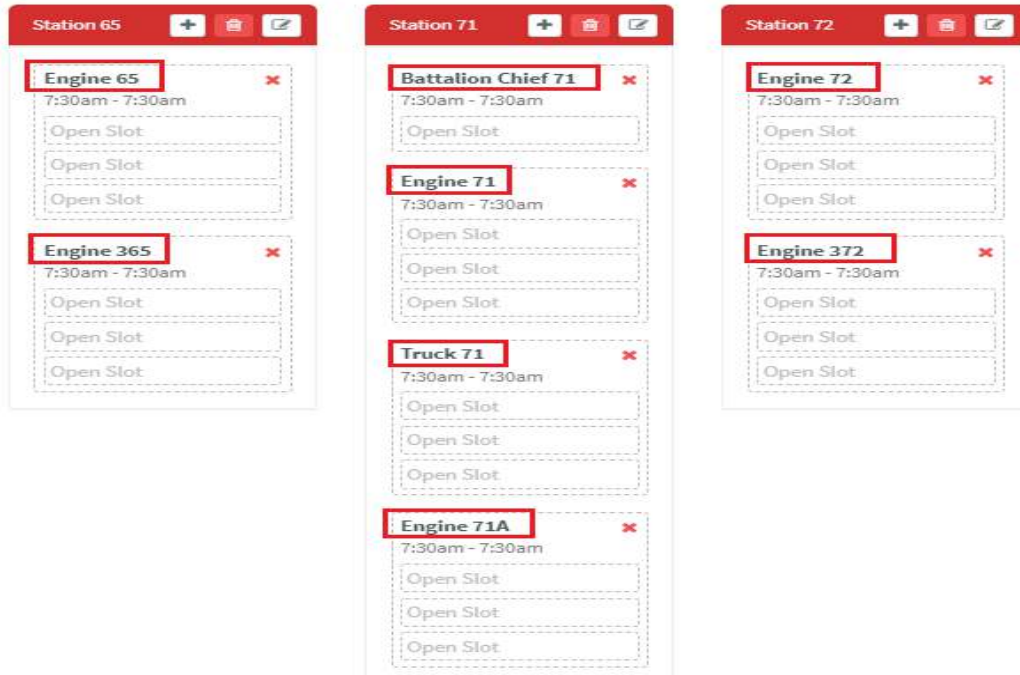 Station 65
Engine 65
7:30am - 7:30am
Open Slot
Open Slot
Open Slot
Engine 365
7:30am - 7:30am
Open Slot
Open Slot
Open Slot
Station 71
Battalion Chief 71
7:30am - 7:30am
Open Slot
Engine 71
7:30am - 7:30am
Open Slot
Open Slot
Open Slot
Truck 71
7:30am - 7:30am
Open Slot
Open Slot
Open Slot
Engine 71A
7:30am - 7:30am
Open Slot
Open Slot
Open Slot
Station 72
Engine 72
7:30am - 7:30am
Open Slot
Open Slot
Open Slot
Engine 372
7:30am - 7:30am
Open Slot
Open Slot
Open Slot